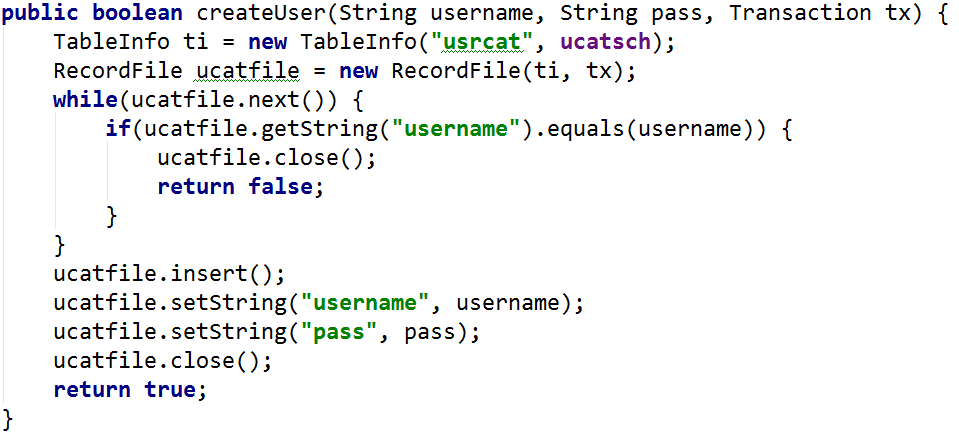 public boolean createUser(String username, String pass, Transaction tx) {
    TableInfo ti = new TableInfo("usrcat", ucatsch);
    RecordFile ucatfile = new RecordFile(ti, tx);
    while(ucatfile.next()) {
        if(ucatfile.getString("username").equals(username)) {
            ucatfile.close();
            return false;
        }
    }
    ucatfile.insert();
    ucatfile.setString("username", username);
    ucatfile.setString("pass", pass);
    ucatfile.close();
    return true;
}